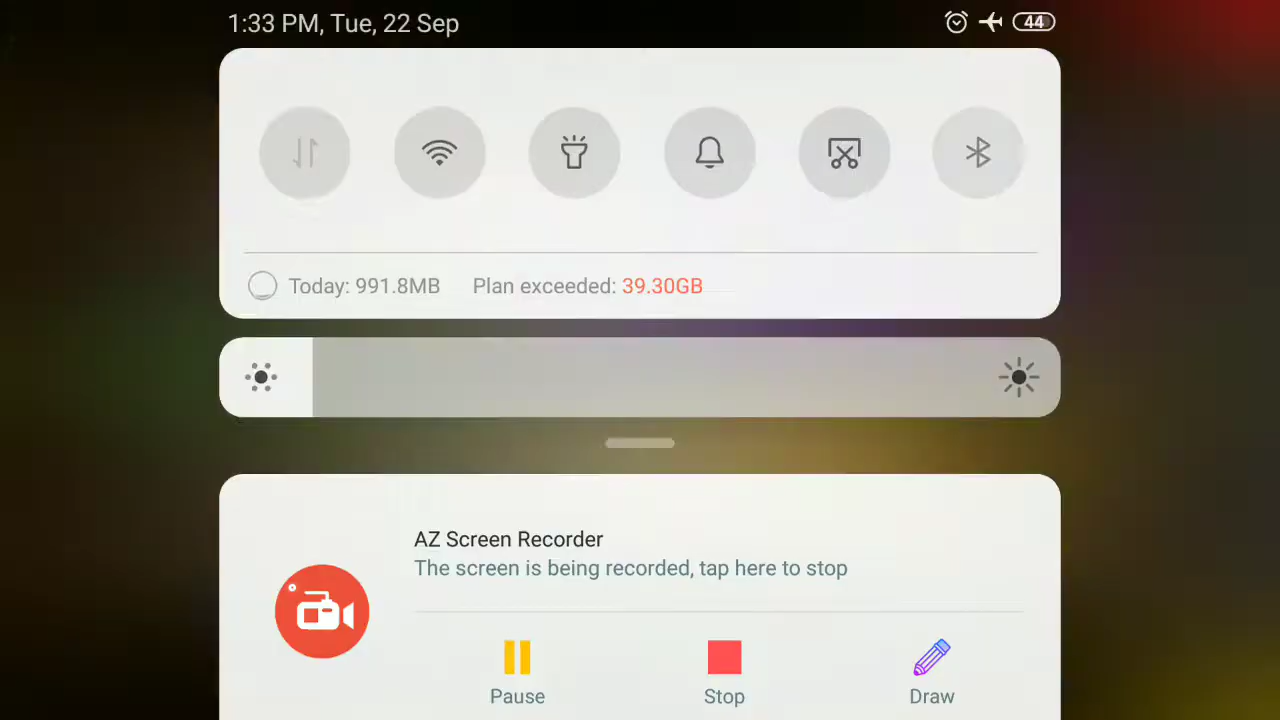 1:33 PM, Tue, 22 Sep
44
Today: 991.8MB Plan exceeded: 39.30GB
AZ Screen Recorder
The screen is being recorded, tap here to stop
Pause Stop Draw